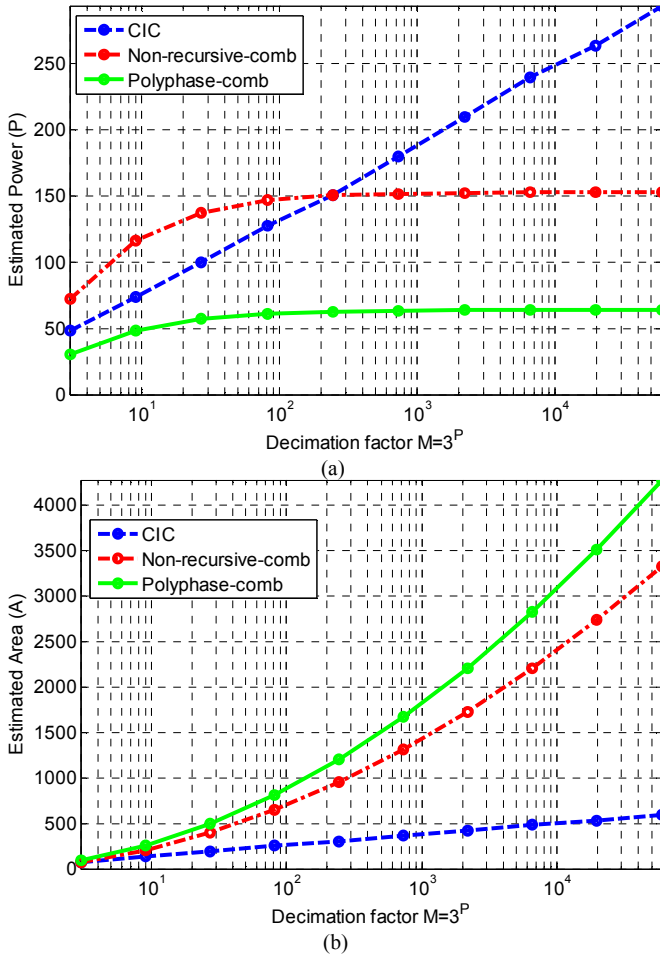 250
200
150
100
50
0
Estimated Power (P)
CIC
Non-recursive-comb
Polyphase-comb
10^1
10^2
10^3
10^4
Decimation factor M=3^P
(a)
4000
3500
3000
2500
2000
1500
1000
500
0
Estimated Area (A)
CIC
Non-recursive-comb
Polyphase-comb
10^1
10^2
10^3
10^4
Decimation factor M=3^P
(b)